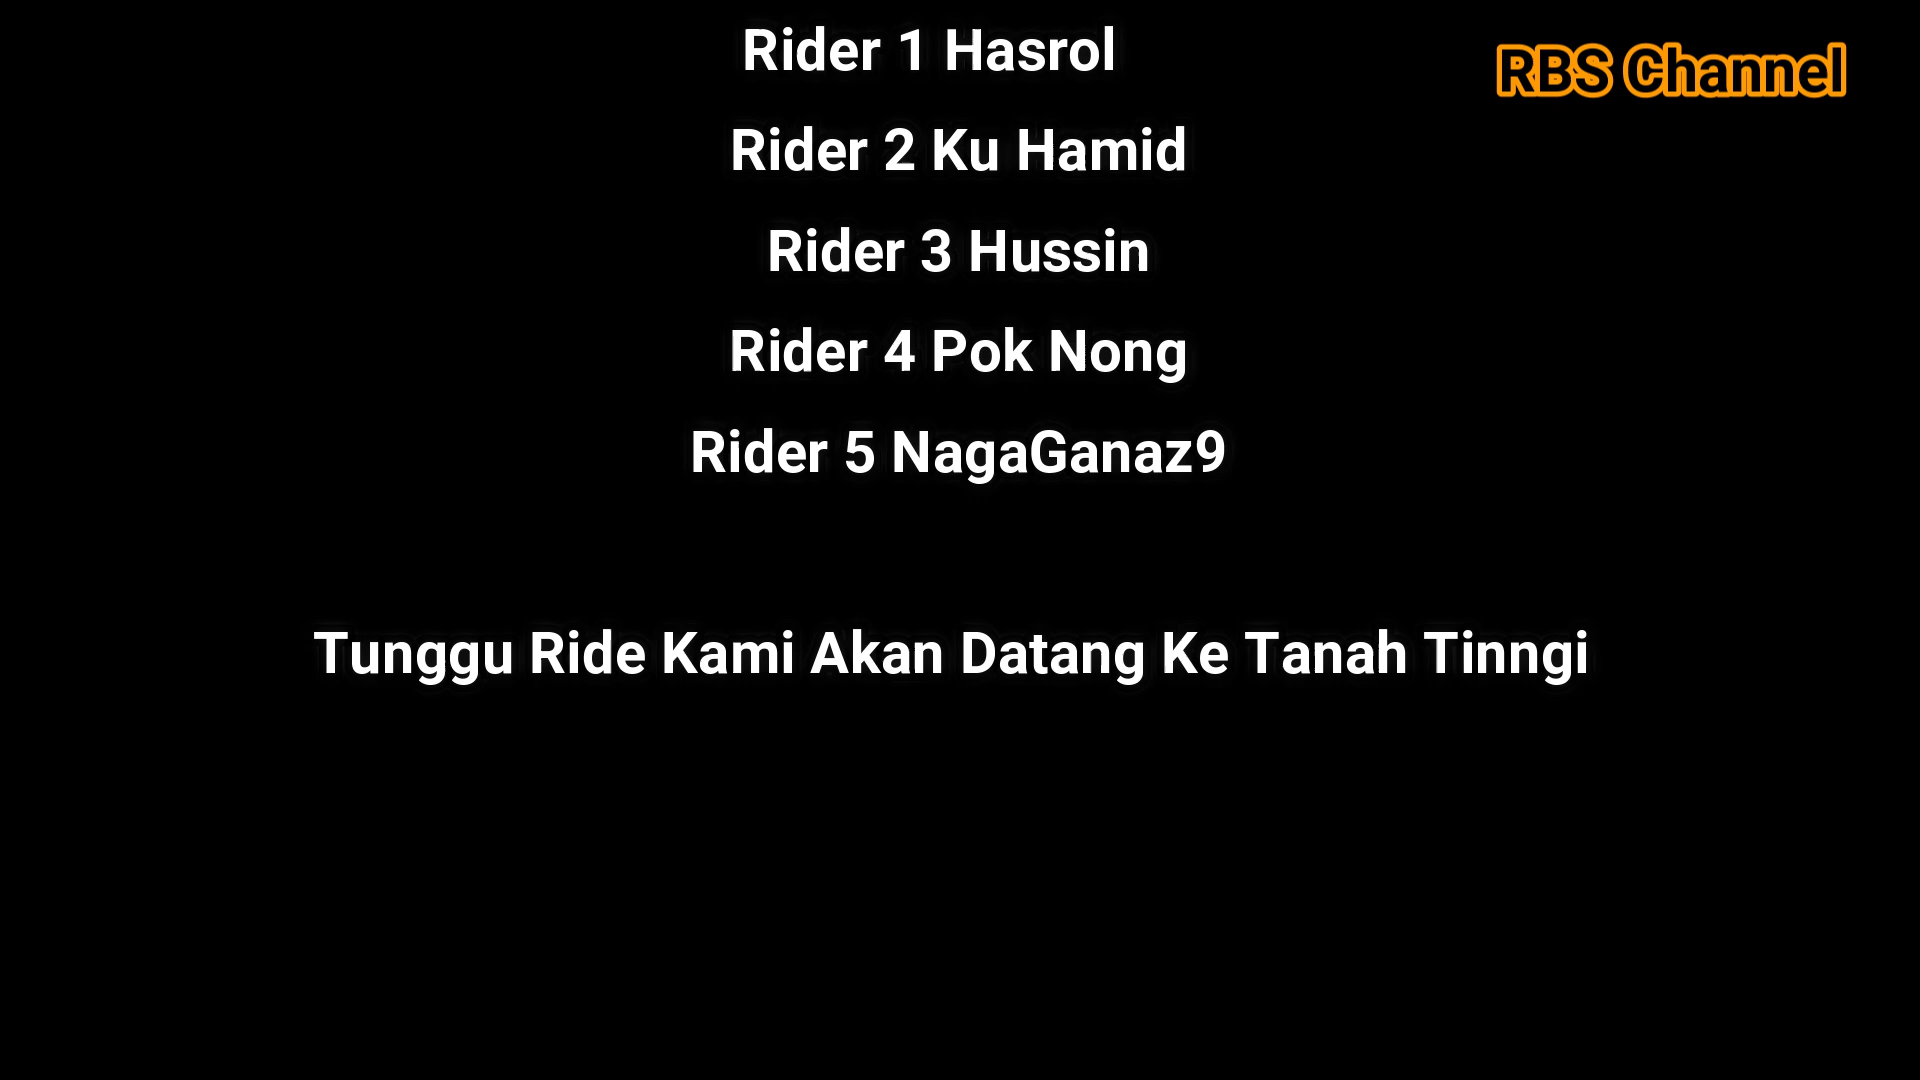 Rider 1 Hasrol
RBS Channel
Rider 2 Ku Hamid
Rider 3 Hussin
Rider 4 Pok Nong
Rider 5 NagaGanaz9
Tunggu Ride Kami Akan Datang Ke Tanah Tinngi